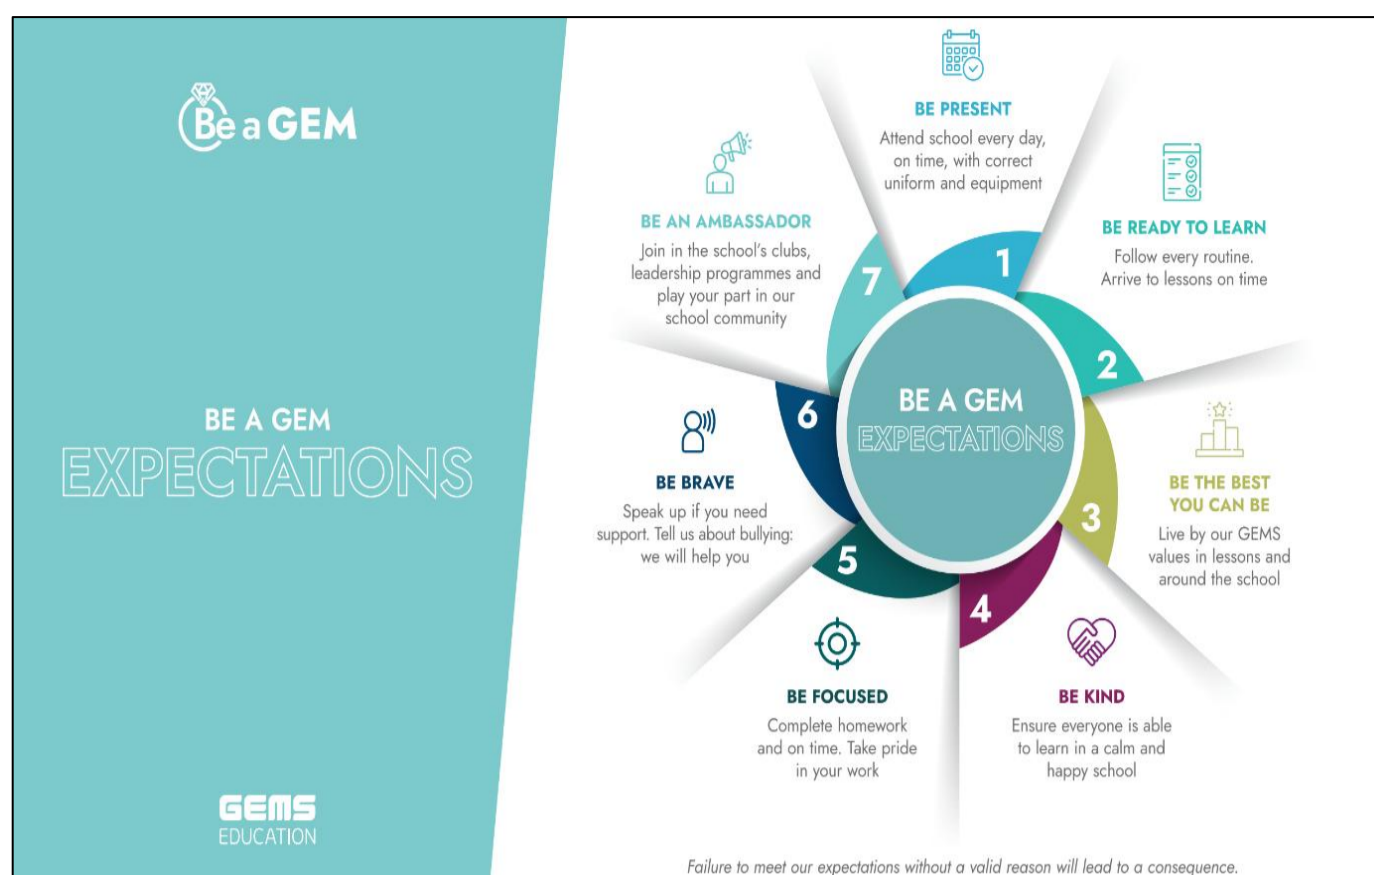 Be a GEM
BE A GEM
EXPECTATIONS
GEMS
EDUCATION
BE PRESENT
Attend school every day,
on time, with correct
uniform and equipment
1
BE READY TO LEARN
Follow every routine.
Arrive to lessons on time
2
BE THE BEST
YOU CAN BE
Live by our GEMS
values in lessons and
around the school
3
BE KIND
Ensure everyone is able
to learn in a calm and
happy school
4
BE FOCUSED
Complete homework
and on time. Take pride
in your work
5
BE BRAVE
Speak up if you need
support. Tell us about bullying:
we will help you
6
BE AN AMBASSADOR
Join in the school's clubs,
leadership programmes and
play your part in our
school community
7
BE A GEM
EXPECTATIONS
Failure to meet our expectations without a valid reason will lead to a consequence.